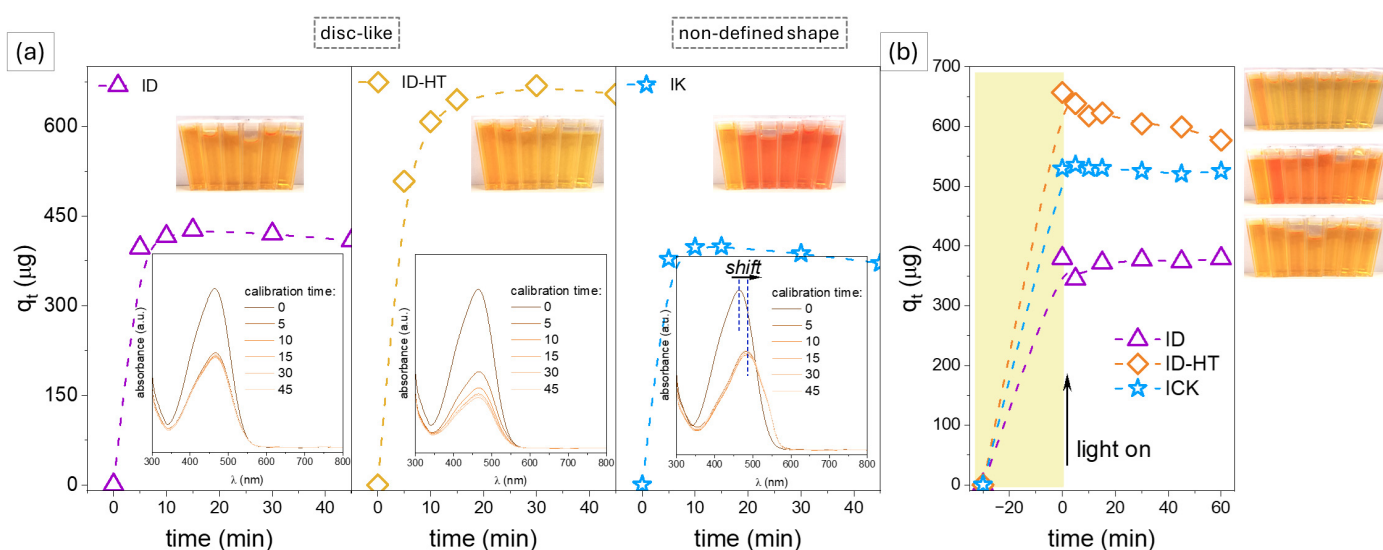 disc-like
non-defined shape
(a)
ID
ID-HT
IK
600
450
300
150
0
qt (µg)
calibration time:
0
5
10
15
30
45
absorbance (a.u.)
300 400 500 600 700 800
λ (nm)
calibration time:
0
5
10
15
30
45
absorbance (a.u.)
300 400 500 600 700 800
λ (nm)
shift
calibration time:
0
5
10
15
30
45
absorbance (a.u.)
300 400 500 600 700 800
λ (nm)
0 10 20 30 40
time (min)
0 10 20 30 40
time (min)
0 10 20 30 40
time (min)
(b)
700
600
500
400
300
200
100
0
qt (µg)
ID
ID-HT
ICK
light on
−20 0 20 40 60
time (min)